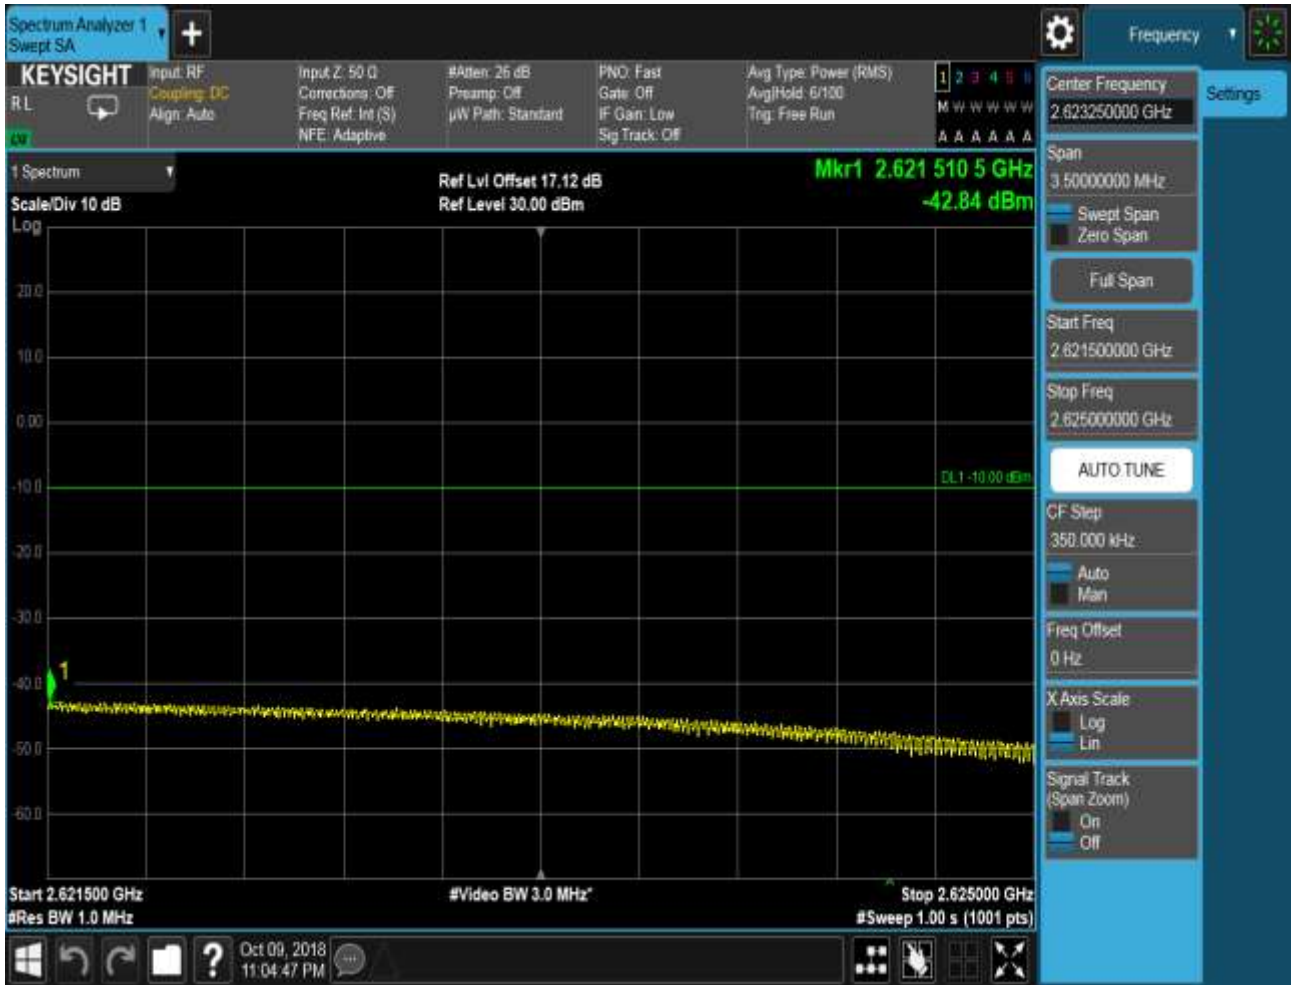 Spectrum Analyzer 1
Swept SA
Frequency
KEYSIGHT
RL
LW
Input: RF
Coupling: DC
Align: Auto
Input Z: 50 Ω
Corrections: Off
Freq Ref: Int (S)
NFE: Adaptive
#Atten: 26 dB
Preamp: Off
µW Path: Standard
PNO: Fast
Gate: Off
IF Gain: Low
Sig Track: Off
Avg Type: Power (RMS)
Avg|Hold: 6/100
Trig: Free Run
1 2 3 4 5 6
M W W W W W
A A A A A A
1 Spectrum
Scale/Div 10 dB
Log
Ref Lvl Offset 17.12 dB
Ref Level 30.00 dBm
Mkr1 2.621 510 5 GHz
-42.84 dBm
20.0
10.0
0.00
-10.0
-20.0
-30.0
-40.0
-50.0
-60.0
DL1 -10.00 dBm
1
Start 2.621500 GHz
#Res BW 1.0 MHz
#Video BW 3.0 MHz*
Stop 2.625000 GHz
#Sweep 1.00 s (1001 pts)
Center Frequency
2.623250000 GHz
Settings
Span
3.50000000 MHz
Swept Span
Zero Span
Full Span
Start Freq
2.621500000 GHz
Stop Freq
2.625000000 GHz
AUTO TUNE
CF Step
350.000 kHz
Auto
Man
Freq Offset
0 Hz
X Axis Scale
Log
Lin
Signal Track
(Span Zoom)
On
Off
?
Oct 09, 2018
11:04:47 PM